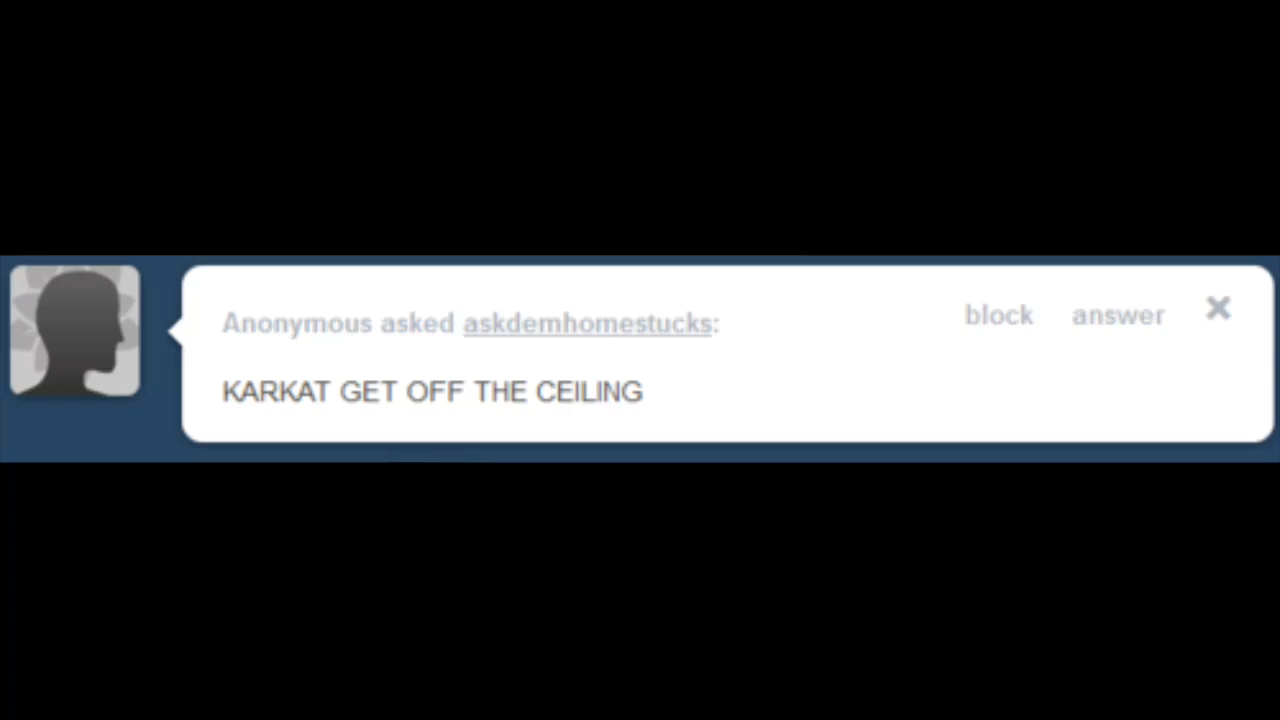 Anonymous asked askdemhomestucks: block answer ×
KARKAT GET OFF THE CEILING